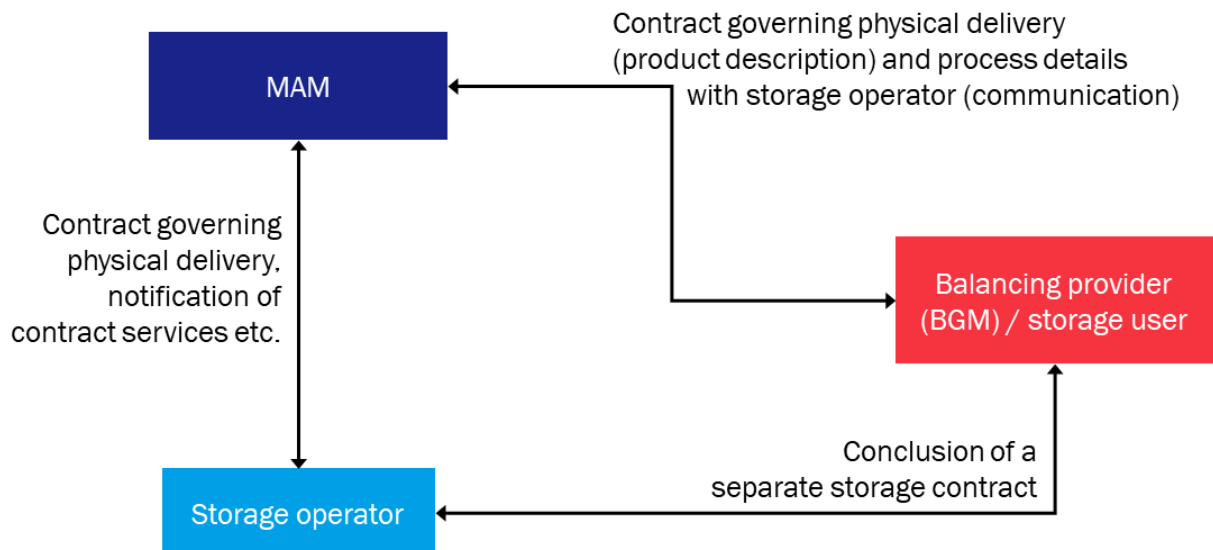 Contract governing physical delivery
(product description) and process details
with storage operator (communication)
MAM
Contract governing
physical delivery,
notification of
contract services etc.
Balancing provider
(BGM) / storage user
Conclusion of a
separate storage contract
Storage operator